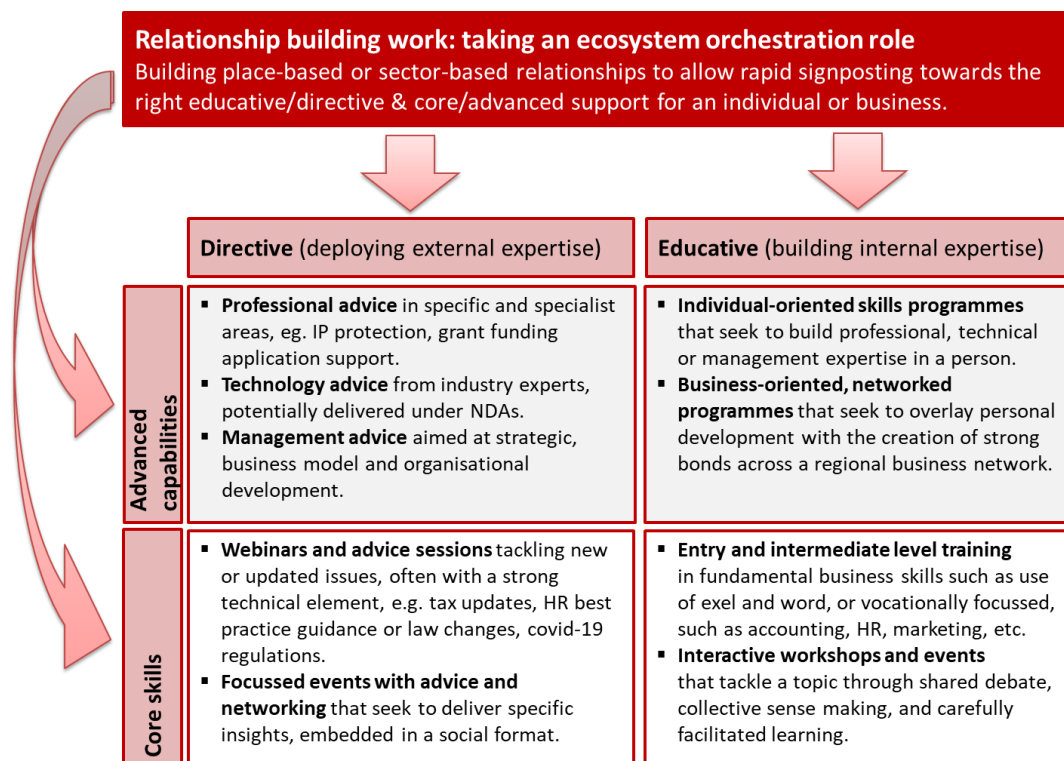 Relationship building work: taking an ecosystem orchestration role
Building place-based or sector-based relationships to allow rapid signposting towards the
right educative/directive & core/advanced support for an individual or business.
Directive (deploying external expertise)
Educative (building internal expertise)
Advanced
capabilities
▪ Professional advice in specific and specialist
areas, eg. IP protection, grant funding
application support.
▪ Technology advice from industry experts,
potentially delivered under NDAs.
▪ Management advice aimed at strategic,
business model and organisational
development.
▪ Individual-oriented skills programmes
that seek to build professional, technical
or management expertise in a person.
▪ Business-oriented, networked
programmes that seek to overlay personal
development with the creation of strong
bonds across a regional business network.
Core skills
▪ Webinars and advice sessions tackling new
or updated issues, often with a strong
technical element, e.g. tax updates, HR best
practice guidance or law changes, covid-19
regulations.
▪ Focussed events with advice and
networking that seek to deliver specific
insights, embedded in a social format.
▪ Entry and intermediate level training
in fundamental business skills such as use
of exel and word, or vocationally focussed,
such as accounting, HR, marketing, etc.
▪ Interactive workshops and events
that tackle a topic through shared debate,
collective sense making, and carefully
facilitated learning.